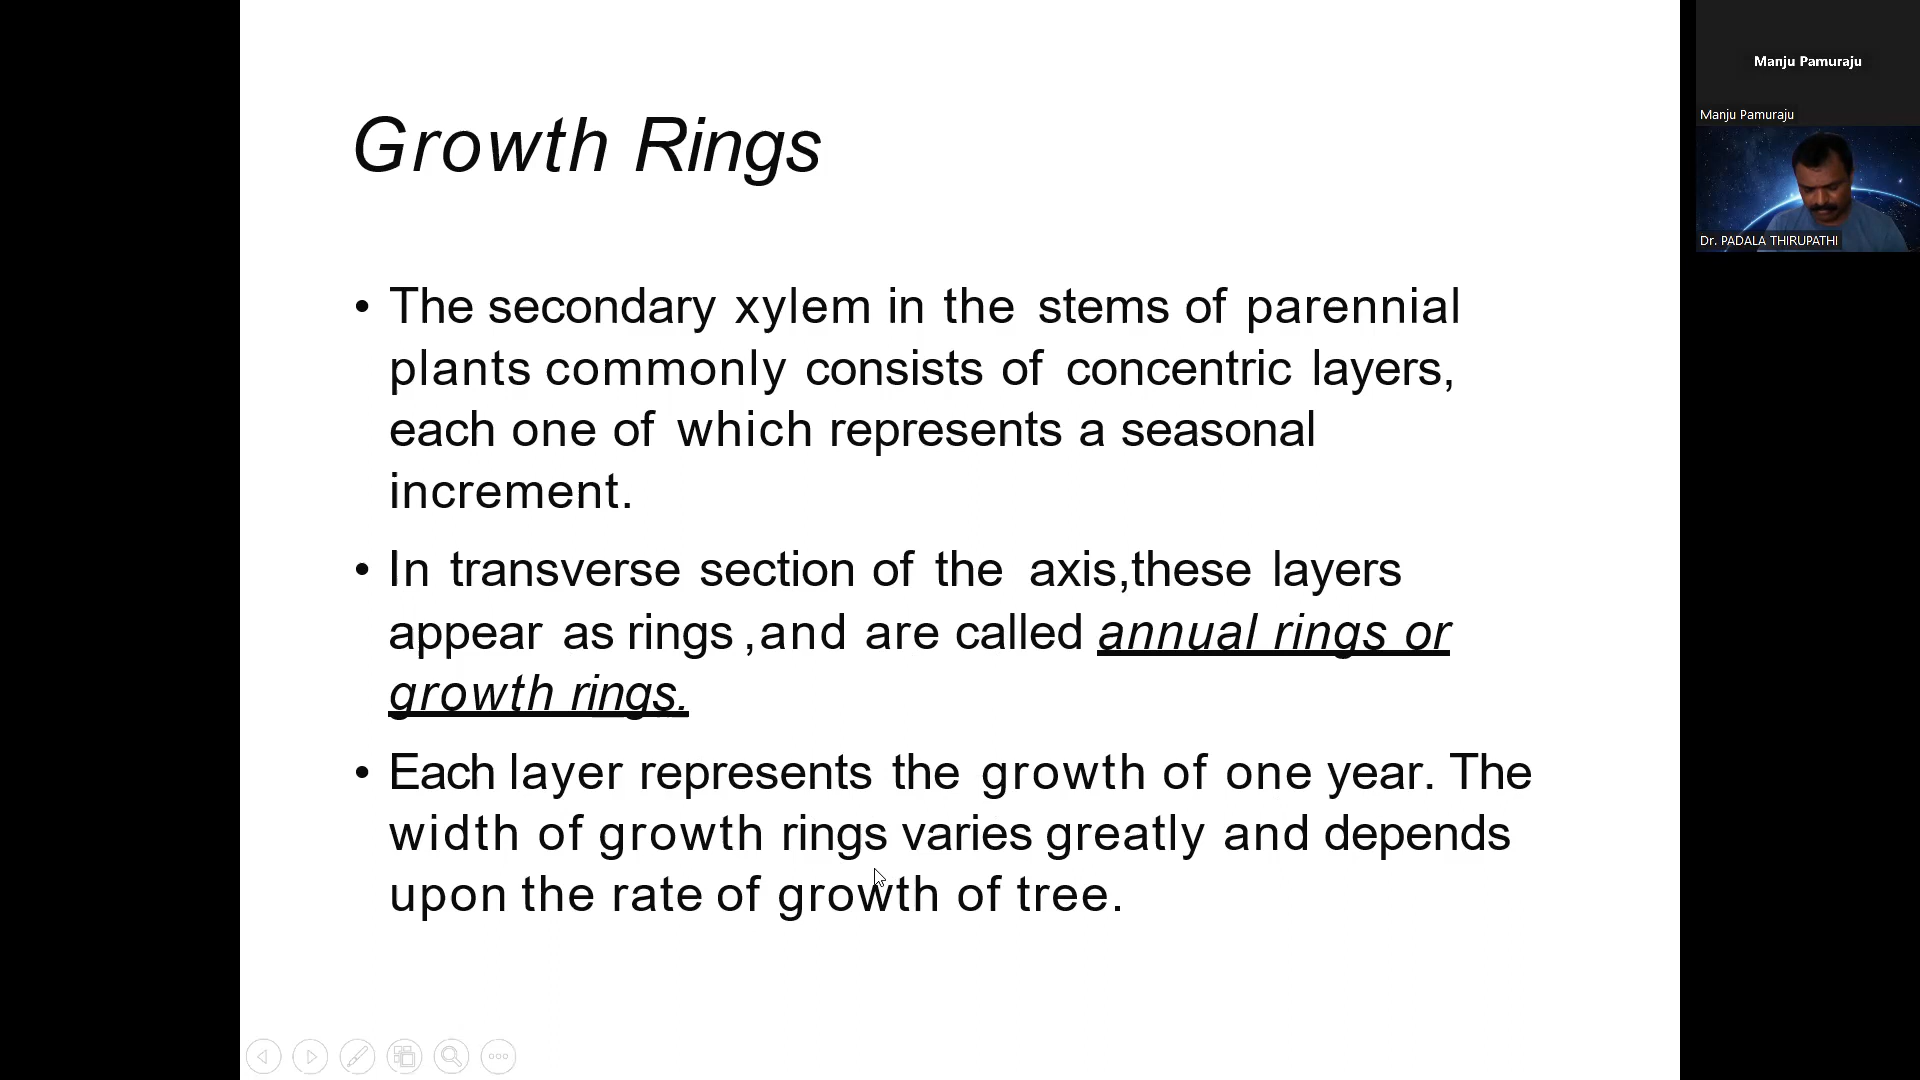 Growth Rings
• The secondary xylem in the stems of parennial
plants commonly consists of concentric layers,
each one of which represents a seasonal
increment.
• In transverse section of the axis,these layers
appear as rings ,and are called annual rings or
growth rings.
• Each layer represents the growth of one year. The
width of growth rings varies greatly and depends
upon the rate of growth of tree.
Manju Pamuraju
Manju Pamuraju
Dr. PADALA THIRUPATHI